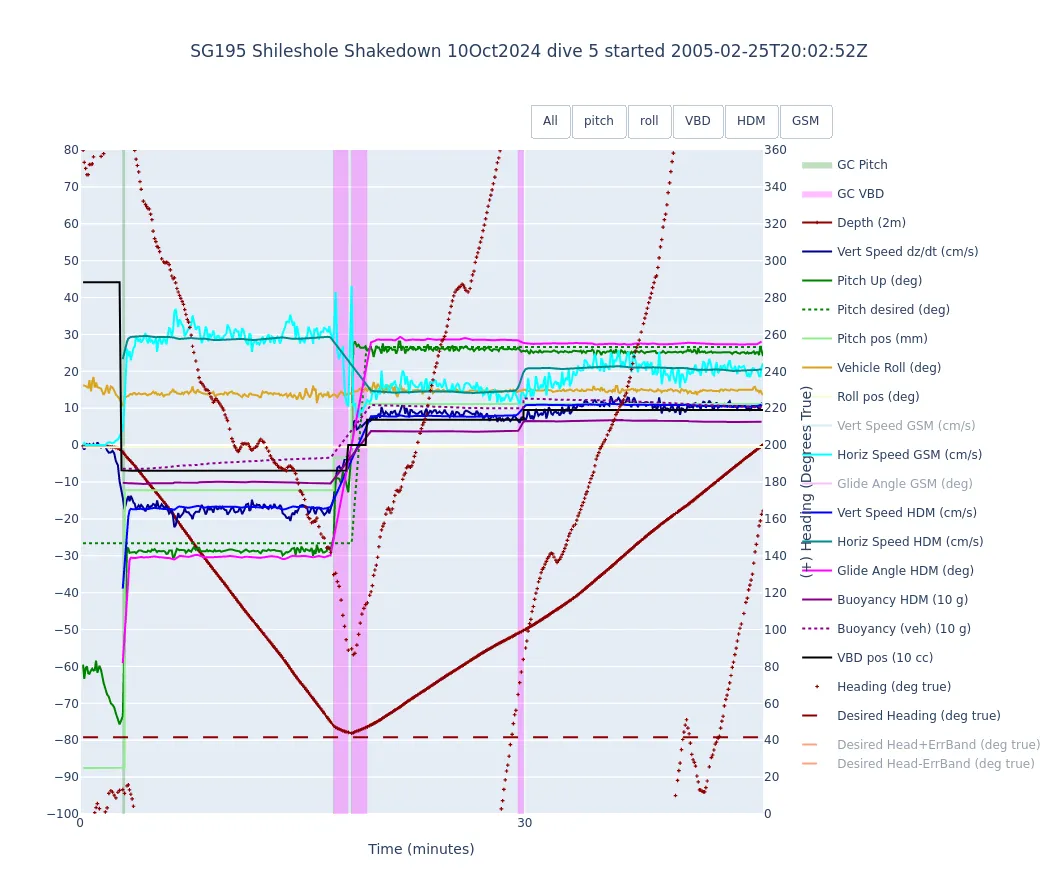 SG195 Shileshole Shakedown 10Oct2024 dive 5 started 2005-02-25T20:02:52Z
All pitch roll VBD HDM GSM
80
70
60
50
40
30
20
10
0
−10
−20
−30
−40
−50
−60
−70
−80
−90
−100
0
30
Time (minutes)
360
340
320
300
280
260
240
220
200
180
160
140
120
100
80
60
40
20
0
(+) Heading (Degrees True)
GC Pitch
GC VBD
Depth (2m)
Vert Speed dz/dt (cm/s)
Pitch Up (deg)
Pitch desired (deg)
Pitch pos (mm)
Vehicle Roll (deg)
Roll pos (deg)
Vert Speed GSM (cm/s)
Horiz Speed GSM (cm/s)
Glide Angle GSM (deg)
Vert Speed HDM (cm/s)
Horiz Speed HDM (cm/s)
Glide Angle HDM (deg)
Buoyancy HDM (10 g)
Buoyancy (veh) (10 g)
VBD pos (10 cc)
Heading (deg true)
Desired Heading (deg true)
Desired Head+ErrBand (deg true)
Desired Head-ErrBand (deg true)